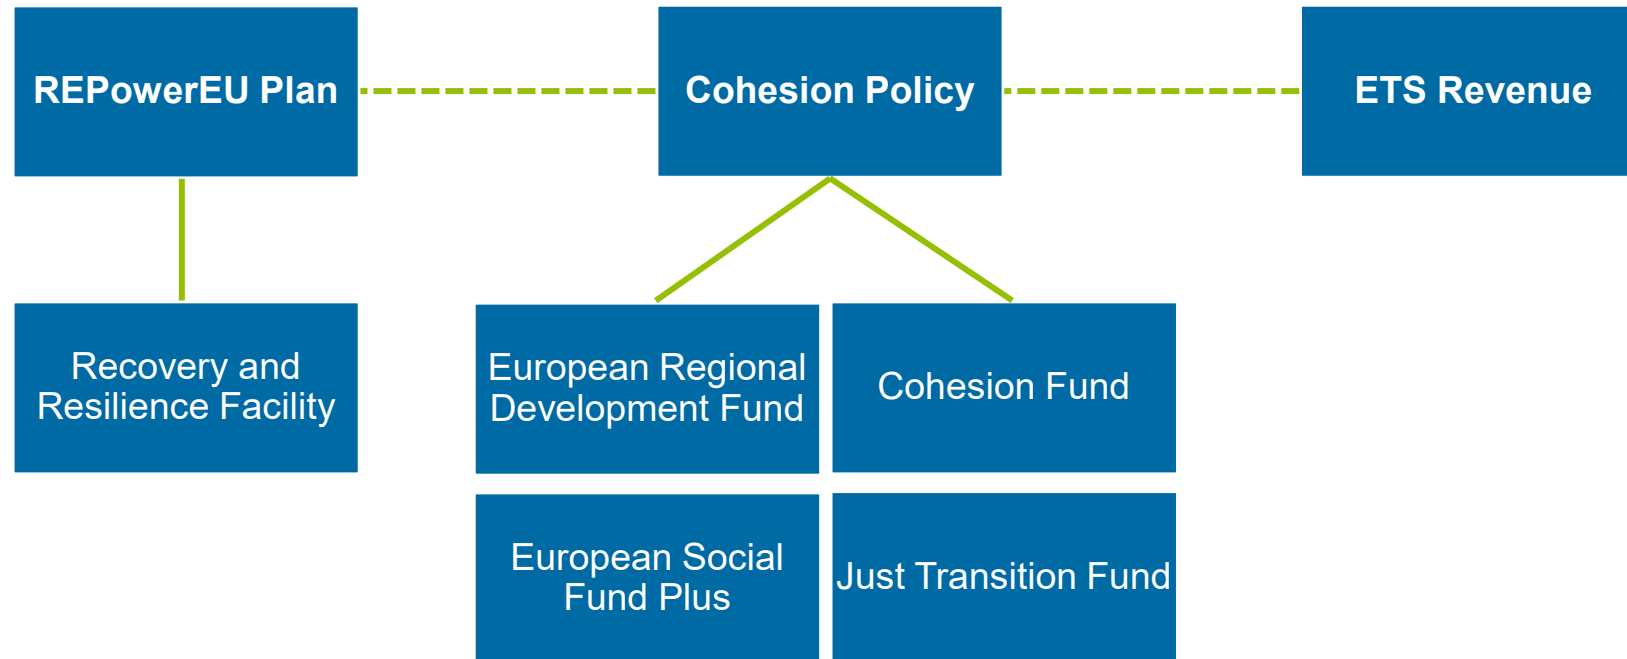 REPowerEU Plan
Cohesion Policy
ETS Revenue
Recovery and
Resilience Facility
European Regional
Development Fund
Cohesion Fund
European Social
Fund Plus
Just Transition Fund